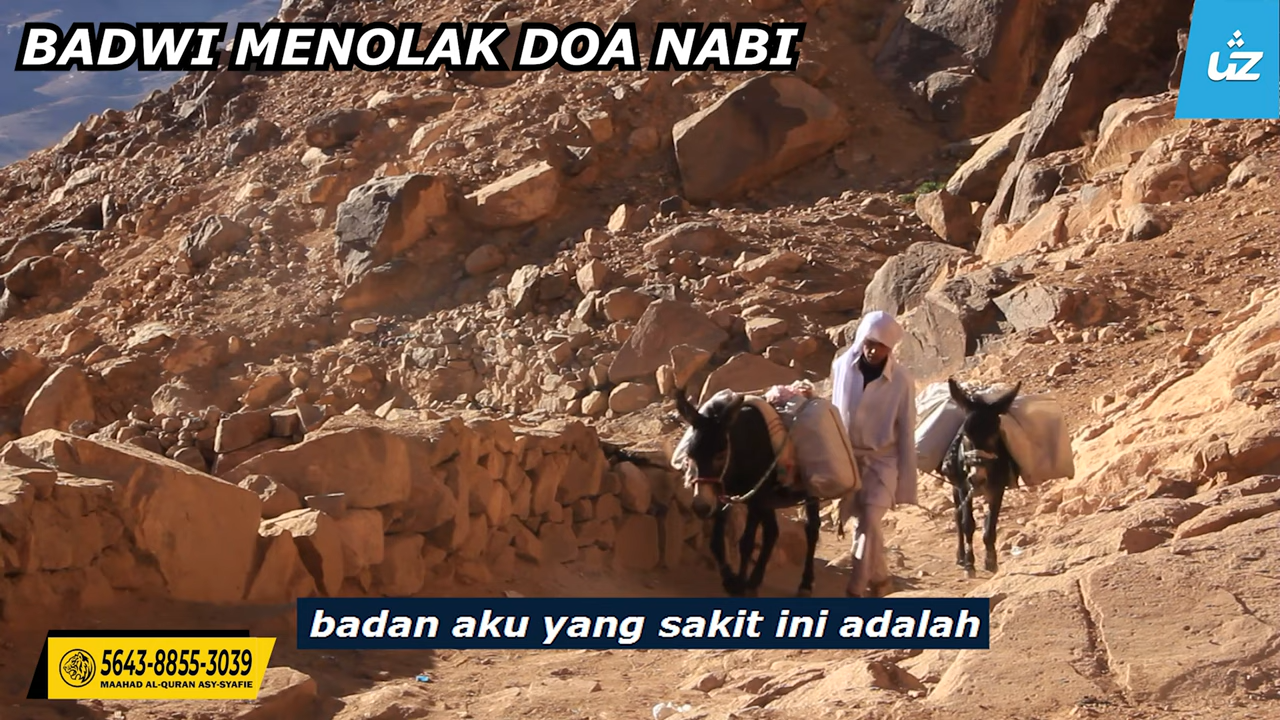 BADWI MENOLAK DOA NABI
uz
badan aku yang sakit ini adalah
5643-8855-3039
MAAHAD AL-QURAN ASY-SYAFIE